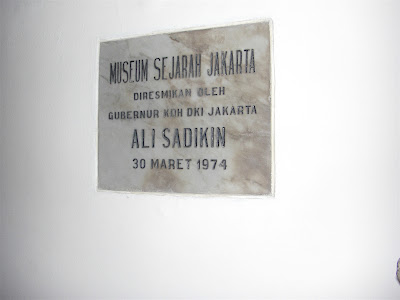 MUSEUM SEJARAH JAKARTA
DIRESMIKAN OLEH
GUBERNUR KDH DKI JAKARTA
ALI SADIKIN
30 MARET 1974